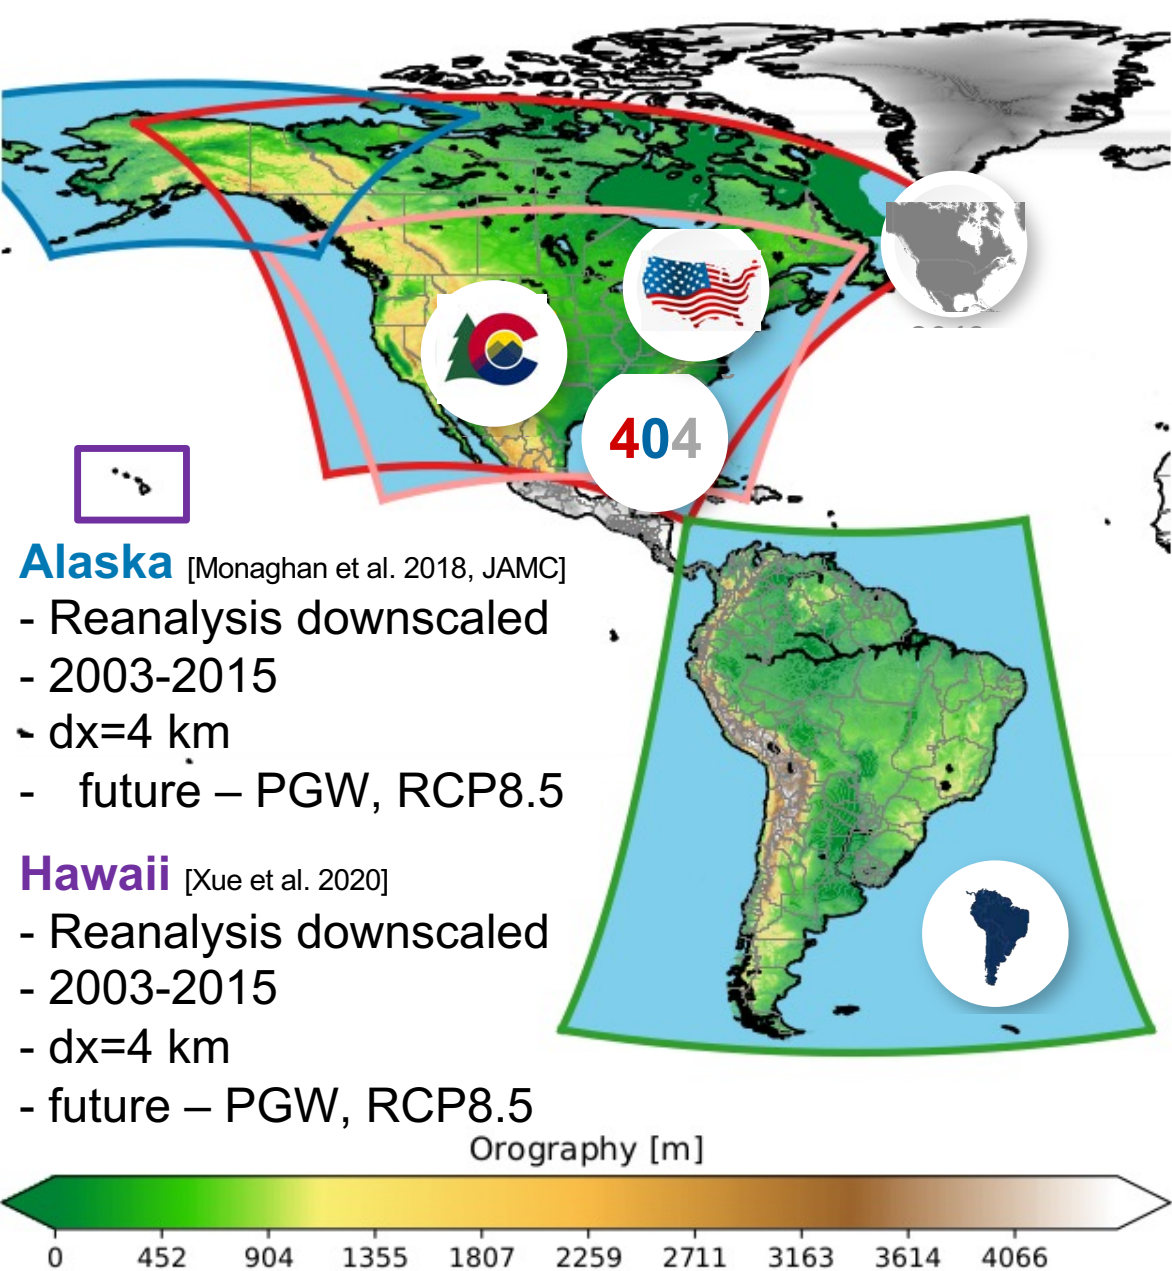 404
Alaska [Monaghan et al. 2018, JAMC]
- Reanalysis downscaled
- 2003-2015
- dx=4 km
- future – PGW, RCP8.5
Hawaii [Xue et al. 2020]
- Reanalysis downscaled
- 2003-2015
- dx=4 km
- future – PGW, RCP8.5
Orography [m]
0 452 904 1355 1807 2259 2711 3163 3614 4066